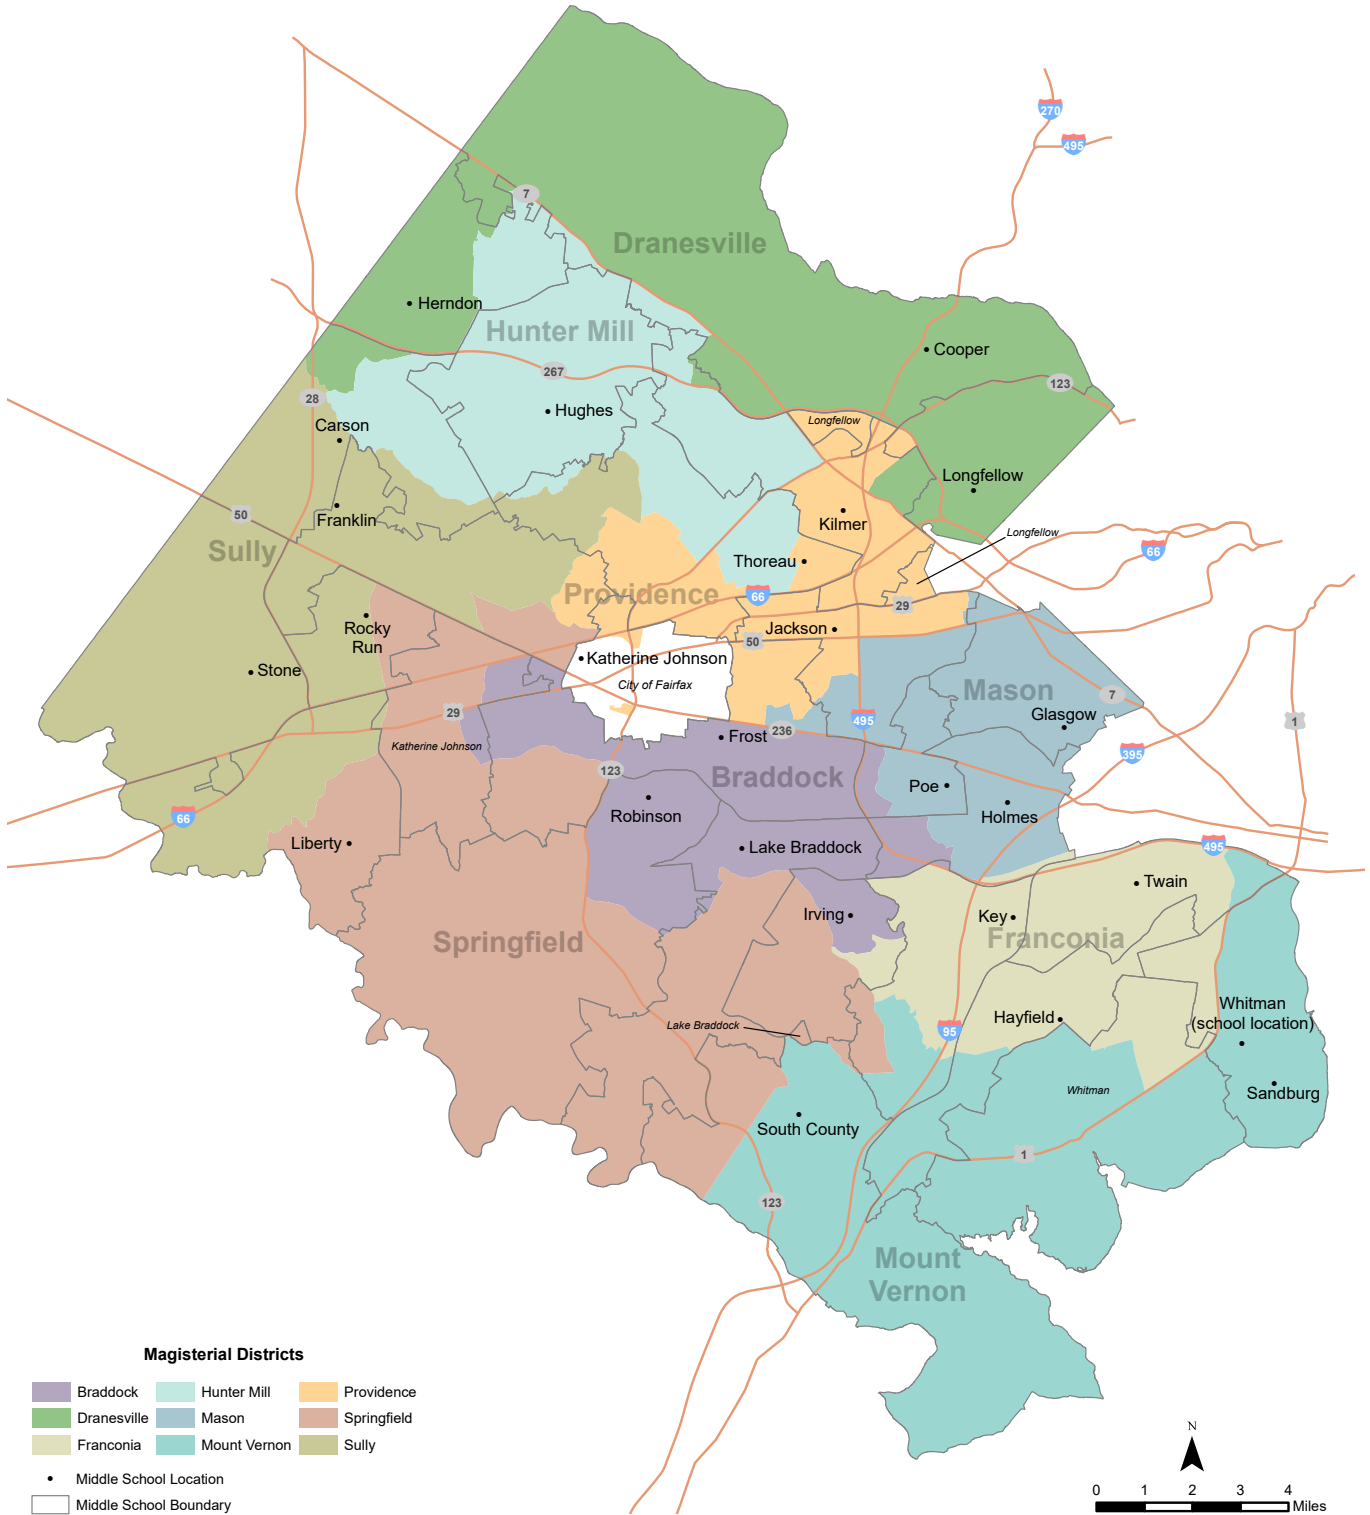 270
495
7
Dranesville
Herndon
Hunter Mill
Cooper
267
123
28
Hughes
Longfellow
Carson
Longfellow
50
Franklin
Kilmer
Longfellow
Sully
66
Thoreau
Providence
66
29
Rocky
Run
Jackson
50
Katherine Johnson
Stone
City of Fairfax
Mason
7
29
Glasgow
495
1
236
Frost
Katherine Johnson
395
123
Braddock
Poe
66
Robinson
Holmes
Liberty
Lake Braddock
495
Twain
Irving
Key
Springfield
Franconia
Whitman
(school location)
Lake Braddock
Hayfield
95
Whitman
Sandburg
South County
1
123
Mount
Vernon
Magisterial Districts
Braddock
Hunter Mill
Providence
Dranesville
Mason
Springfield
Franconia
Mount Vernon
Sully
Middle School Location
Middle School Boundary
N
0 1 2 3 4
Miles